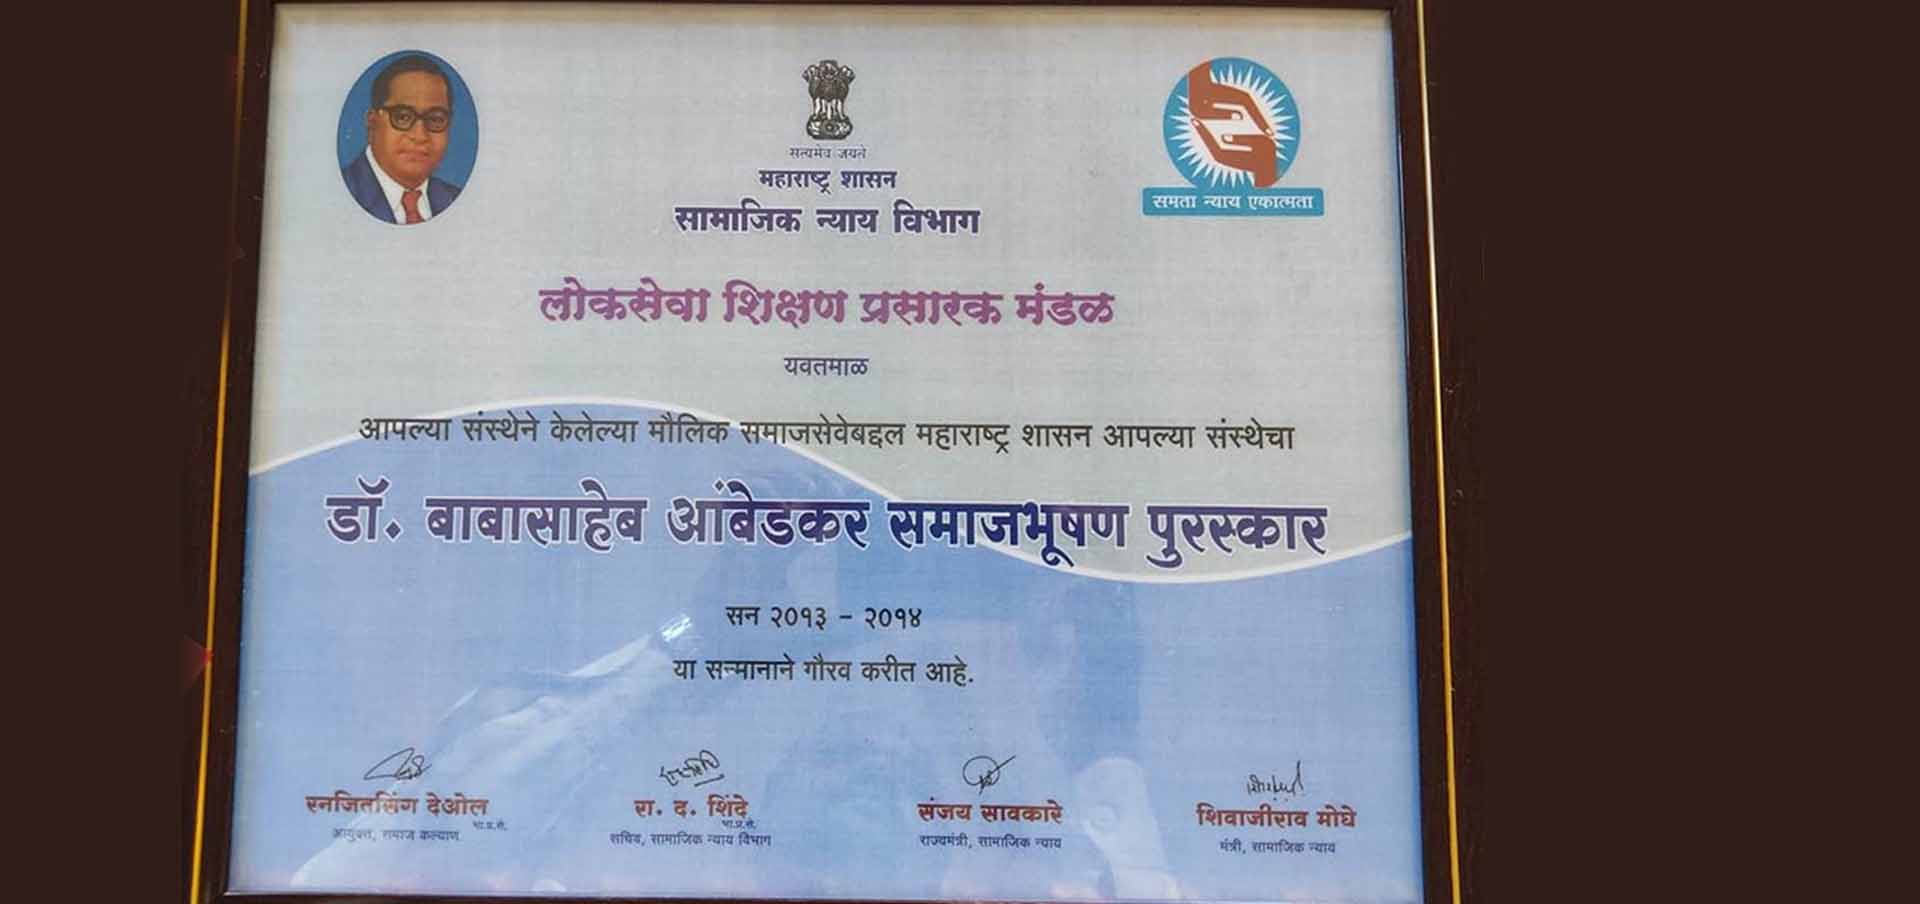 सत्यमेव जयते
महाराष्ट्र शासन
सामाजिक न्याय विभाग
समता न्याय एकात्मता
लोकसेवा शिक्षण प्रसारक मंडळ
यवतमाळ
आपल्या संस्थेने केलेल्या मौलिक समाजसेवेबद्दल महाराष्ट्र शासन आपल्या संस्थेचा
डॉ. बाबासाहेब आंबेडकर समाजभूषण पुरस्कार
सन २०१३ - २०१४
या सन्मानाने गौरव करीत आहे.
रनजितसिंग देओल
भा.प्र.से.
आयुक्त, समाज कल्याण
रा. द. शिंदे
भा.प्र.से.
सचिव, सामाजिक न्याय विभाग
संजय सावकारे
राज्यमंत्री, सामाजिक न्याय
शिवाजीराव मोघे
मंत्री, सामाजिक न्याय